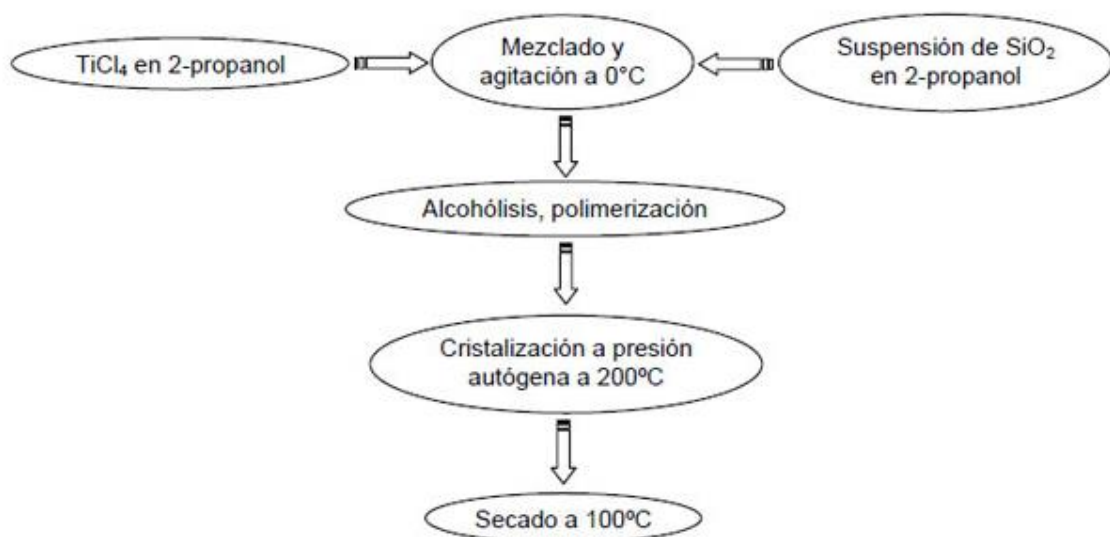 TiCl₄ en 2-propanol
Mezclado y
agitación a 0°C
Suspensión de SiO₂
en 2-propanol
Alcohólisis, polimerización
Cristalización a presión
autógena a 200ºC
Secado a 100ºC